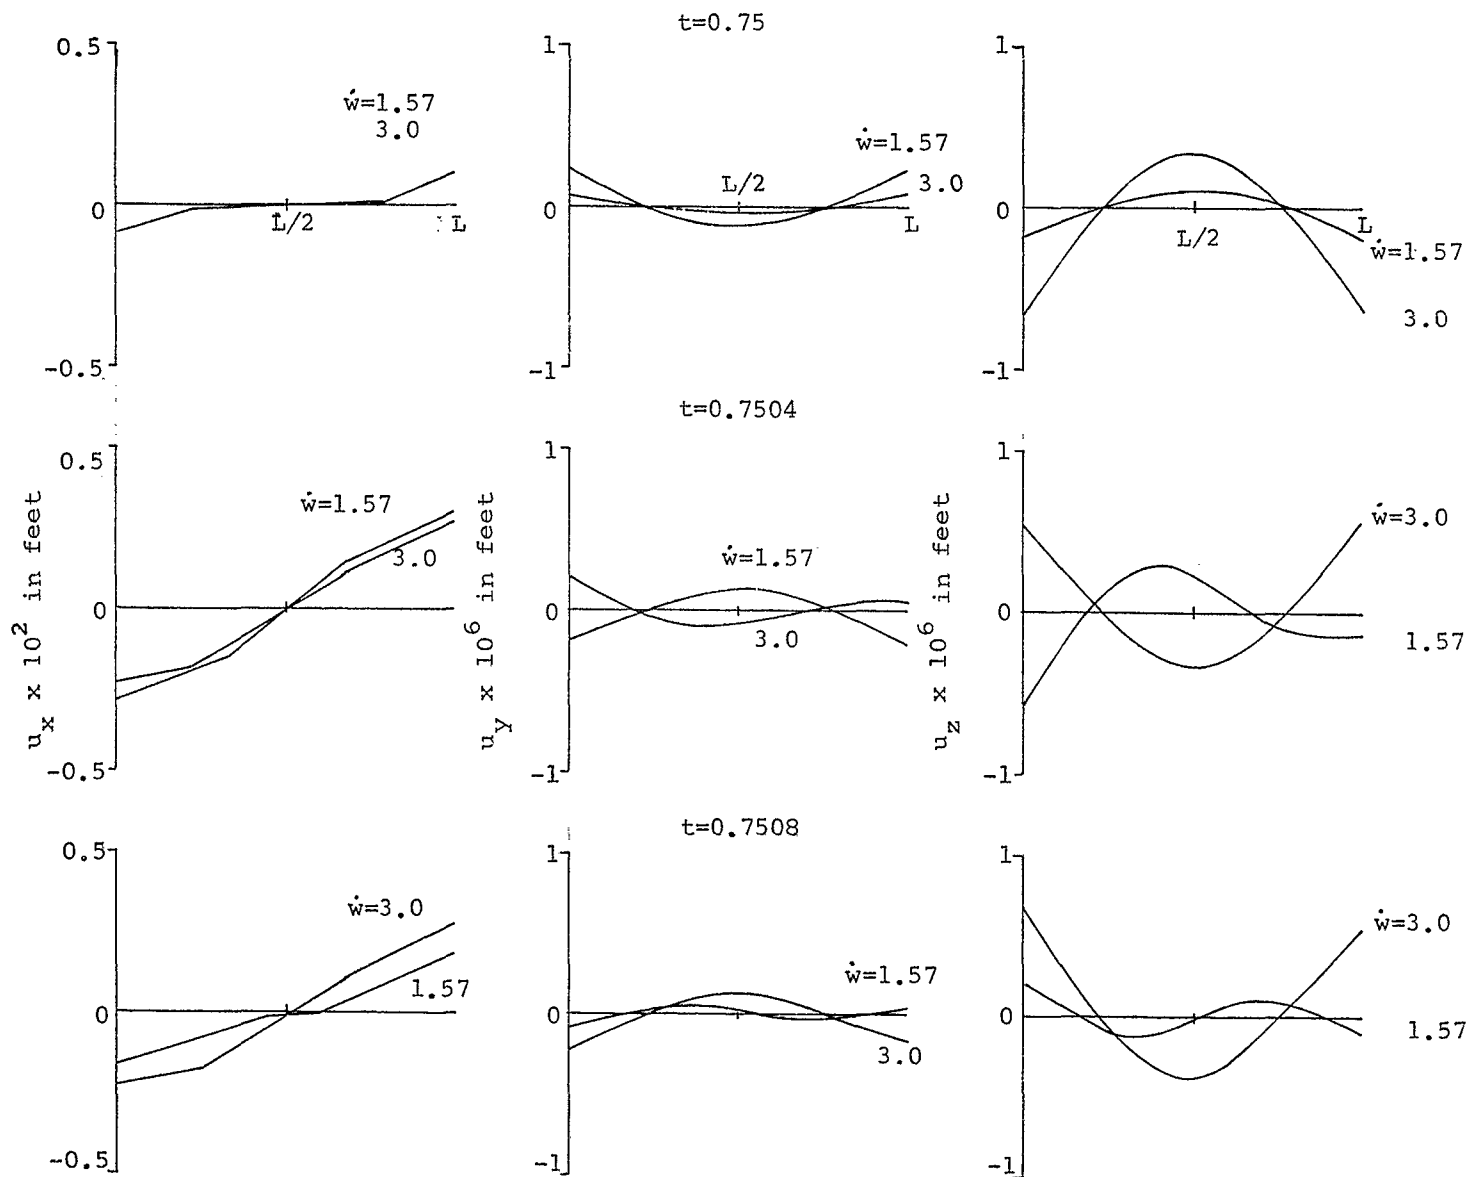 t=0.75
0.5
ẇ=1.57
3.0
0
L/2
L
-0.5
1
ẇ=1.57
L/2
3.0
0
L
-1
1
0
L/2
L
ẇ=1.57
3.0
-1
t=0.7504
u_x x 10^2 in feet
0.5
ẇ=1.57
3.0
0
-0.5
u_y x 10^6 in feet
1
ẇ=1.57
0
3.0
-1
u_z x 10^6 in feet
1
ẇ=3.0
0
1.57
-1
t=0.7508
0.5
ẇ=3.0
1.57
0
-0.5
1
ẇ=1.57
0
3.0
-1
1
ẇ=3.0
0
1.57
-1